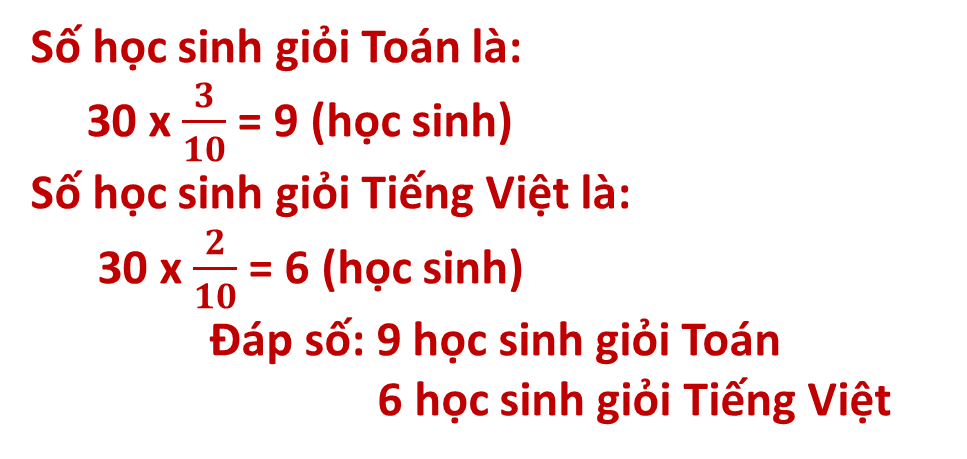 Số học sinh giỏi Toán là:
30 x 3/10 = 9 (học sinh)
Số học sinh giỏi Tiếng Việt là:
30 x 2/10 = 6 (học sinh)
Đáp số: 9 học sinh giỏi Toán
6 học sinh giỏi Tiếng Việt